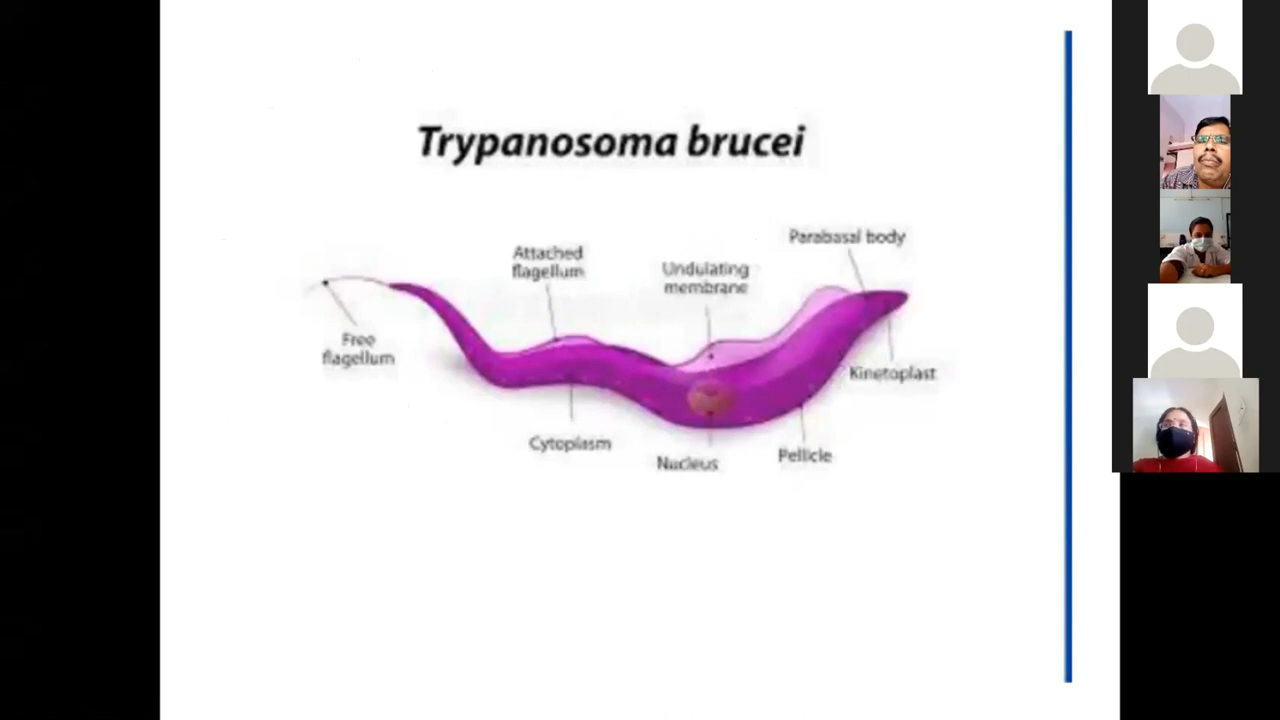 Trypanosoma brucei
Parabasal body
Attached
flagellum
Undulating
membrane
Free
flagellum
Kinetoplast
Cytoplasm
Nucleus
Pellicle